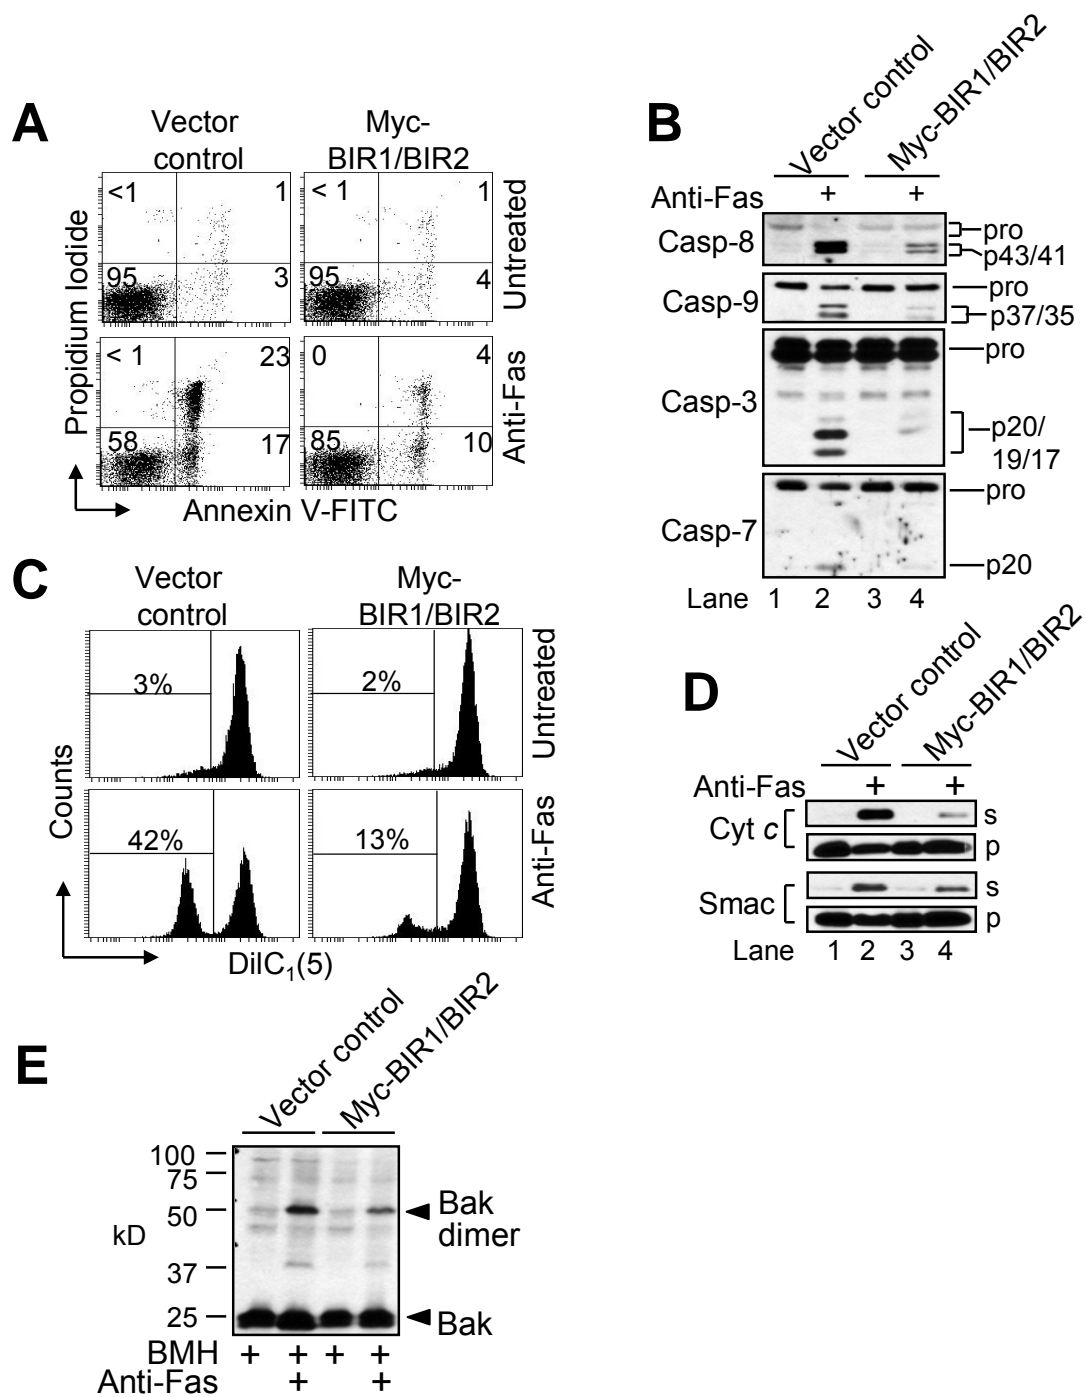 A
Vector
control
Myc-
BIR1/BIR2
<1
1
95
3
< 1
1
95
4
Untreated
< 1
23
58
17
0
4
85
10
Anti-Fas
Propidium Iodide
Annexin V-FITC
B
Vector control
Myc-BIR1/BIR2
Anti-Fas
+
+
Casp-8
pro
p43/41
Casp-9
pro
p37/35
Casp-3
pro
p20/
19/17
Casp-7
pro
p20
Lane 1 2 3 4
C
Vector
control
Myc-
BIR1/BIR2
3%
2%
Untreated
42%
13%
Anti-Fas
Counts
DiIC1(5)
D
Vector control
Myc-BIR1/BIR2
Anti-Fas
+
+
Cyt c
s
p
Smac
s
p
Lane 1 2 3 4
E
Vector control
Myc-BIR1/BIR2
100
75
50
kD
37
25
Bak
dimer
Bak
BMH + + + +
Anti-Fas + +